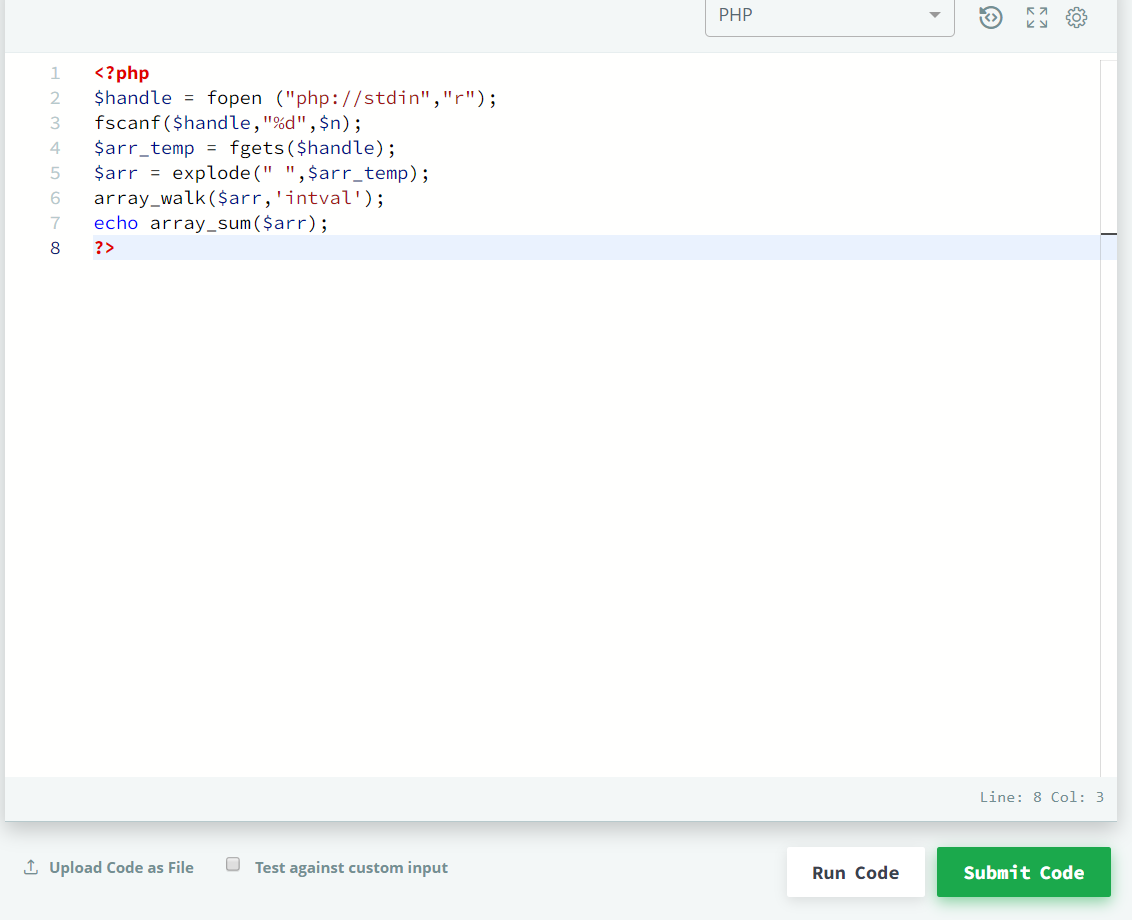 PHP
1 <?php
2 $handle = fopen ("php://stdin","r");
3 fscanf($handle,"%d",$n);
4 $arr_temp = fgets($handle);
5 $arr = explode(" ",$arr_temp);
6 array_walk($arr,'intval');
7 echo array_sum($arr);
8 ?>
Line: 8 Col: 3
Upload Code as File Test against custom input Run Code Submit Code